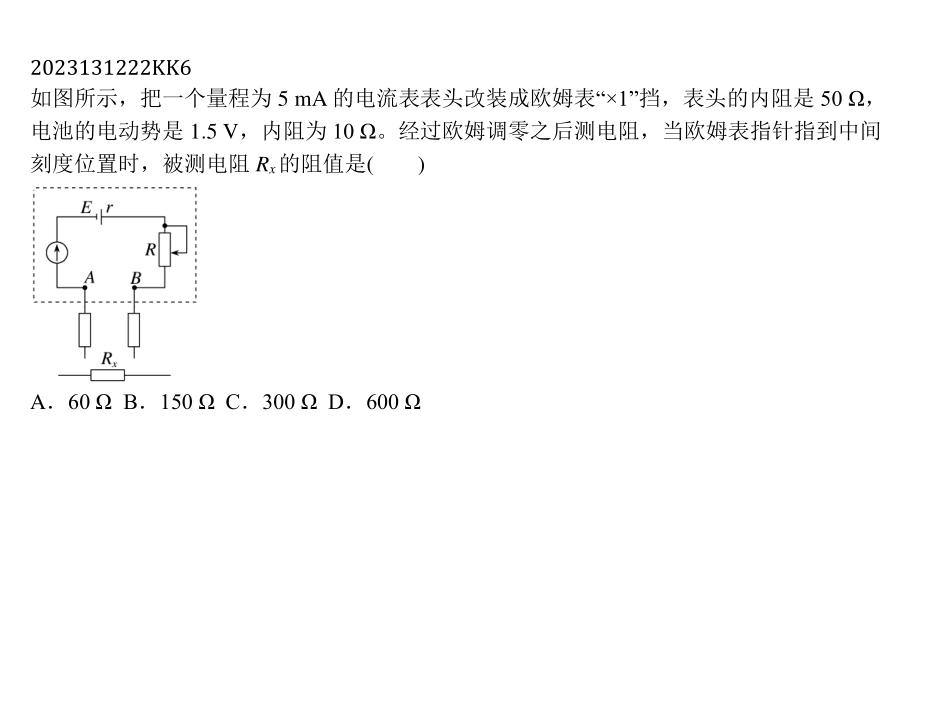 2023131222KK6
如图所示，把一个量程为 5 mA 的电流表表头改装成欧姆表“×1”挡，表头的内阻是 50 Ω，
电池的电动势是 1.5 V，内阻为 10 Ω。经过欧姆调零之后测电阻，当欧姆表指针指到中间
刻度位置时，被测电阻 Rₓ 的阻值是(　　)
E r
R
A B
Rₓ
A．60 Ω B．150 Ω C．300 Ω D．600 Ω